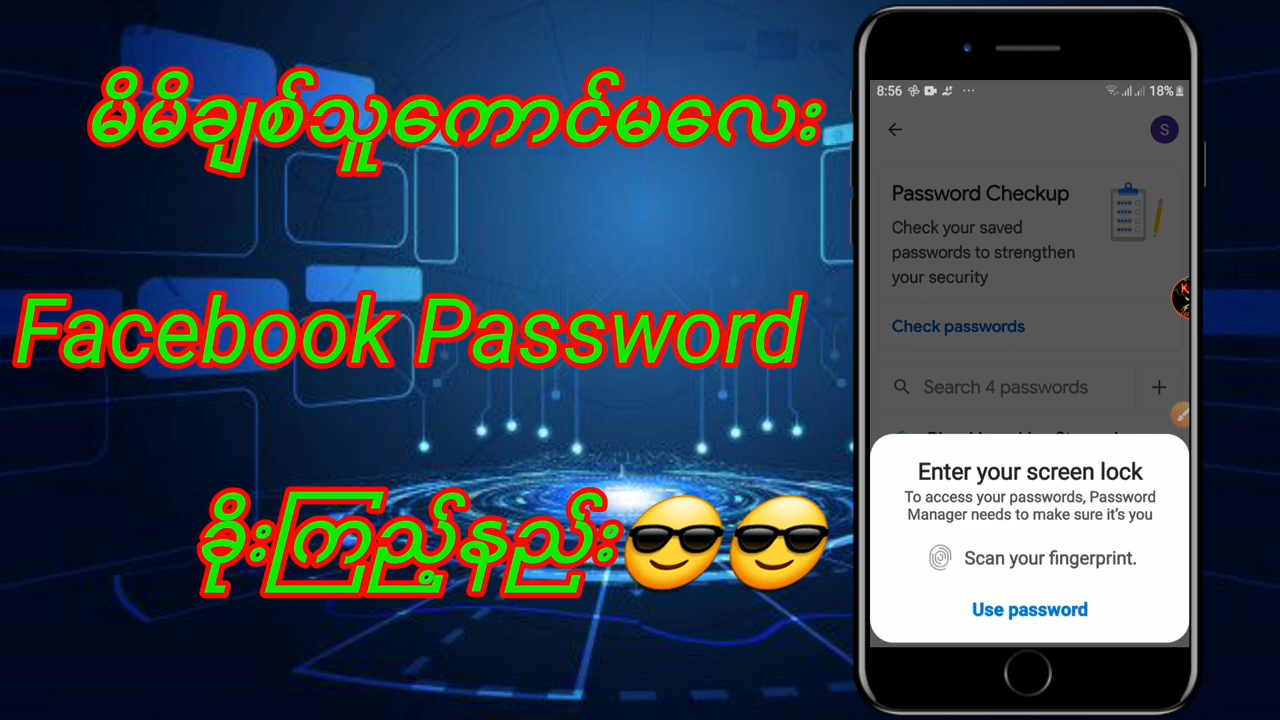 မိမိချစ်သူကောင်မလေး
Facebook Password
ခိုးကြည့်နည်း😎😎
8:56 ··· 18%
S
Password Checkup
Check your saved
passwords to strengthen
your security
Check passwords
Search 4 passwords
Enter your screen lock
To access your passwords, Password
Manager needs to make sure it's you
Scan your fingerprint.
Use password